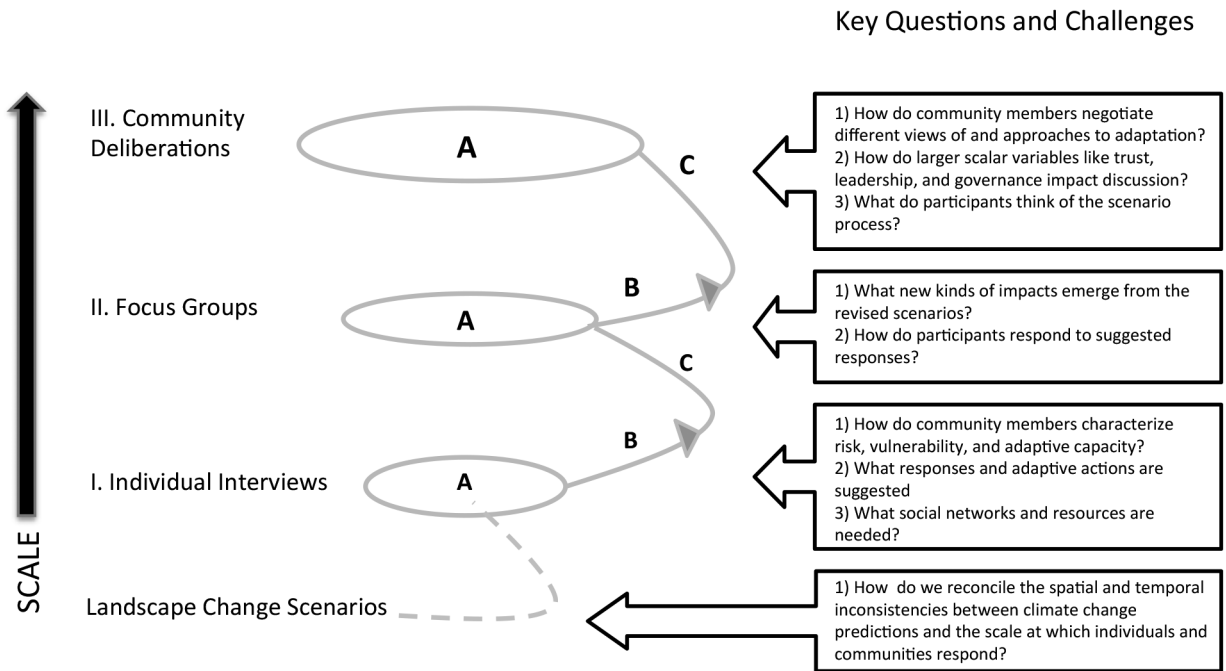 Key Questions and Challenges
III. Community
Deliberations
A
C
1) How do community members negotiate
different views of and approaches to adaptation?
2) How do larger scalar variables like trust,
leadership, and governance impact discussion?
3) What do participants think of the scenario
process?
II. Focus Groups
A
B
C
1) What new kinds of impacts emerge from the
revised scenarios?
2) How do participants respond to suggested
responses?
I. Individual Interviews
A
B
1) How do community members characterize
risk, vulnerability, and adaptive capacity?
2) What responses and adaptive actions are
suggested
3) What social networks and resources are
needed?
SCALE
Landscape Change Scenarios
1) How do we reconcile the spatial and temporal
inconsistencies between climate change
predictions and the scale at which individuals and
communities respond?